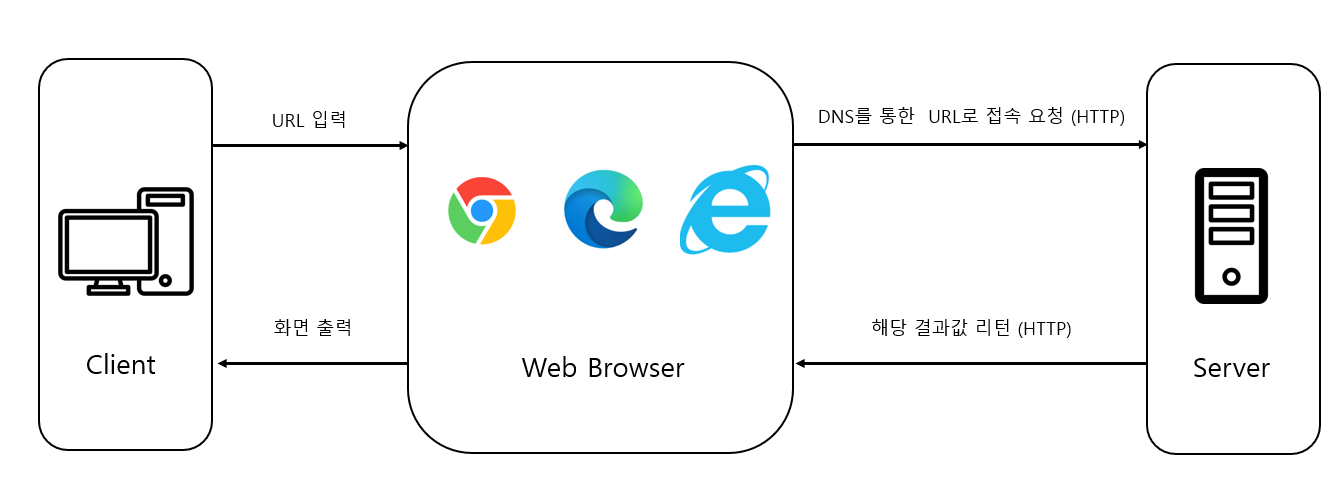 URL 입력
DNS를 통한 URL로 접속 요청 (HTTP)
화면 출력
해당 결과값 리턴 (HTTP)
Client
Web Browser
Server